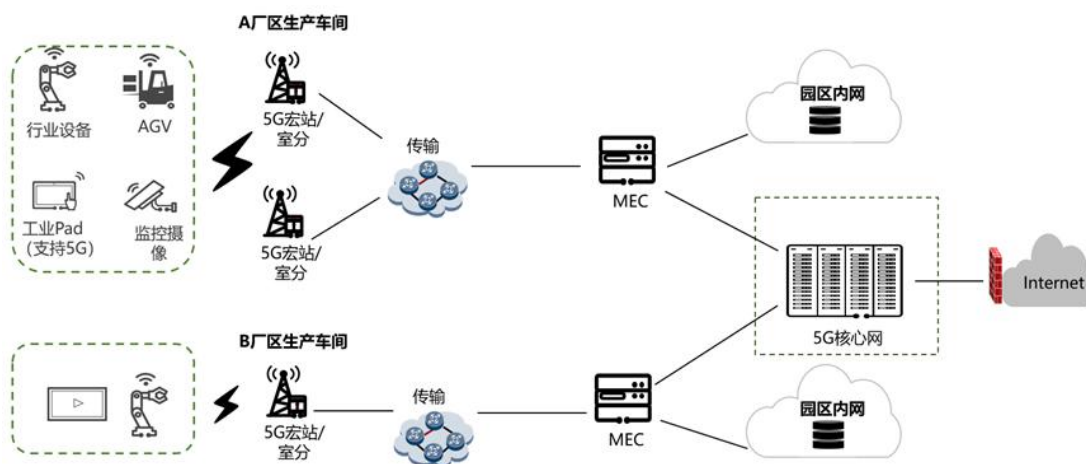 A厂区生产车间
行业设备
AGV
工业Pad
（支持5G）
监控摄
像
5G宏站/
室分
5G宏站/
室分
传输
MEC
园区内网
5G核心网
Internet
B厂区生产车间
5G宏站/
室分
传输
MEC
园区内网